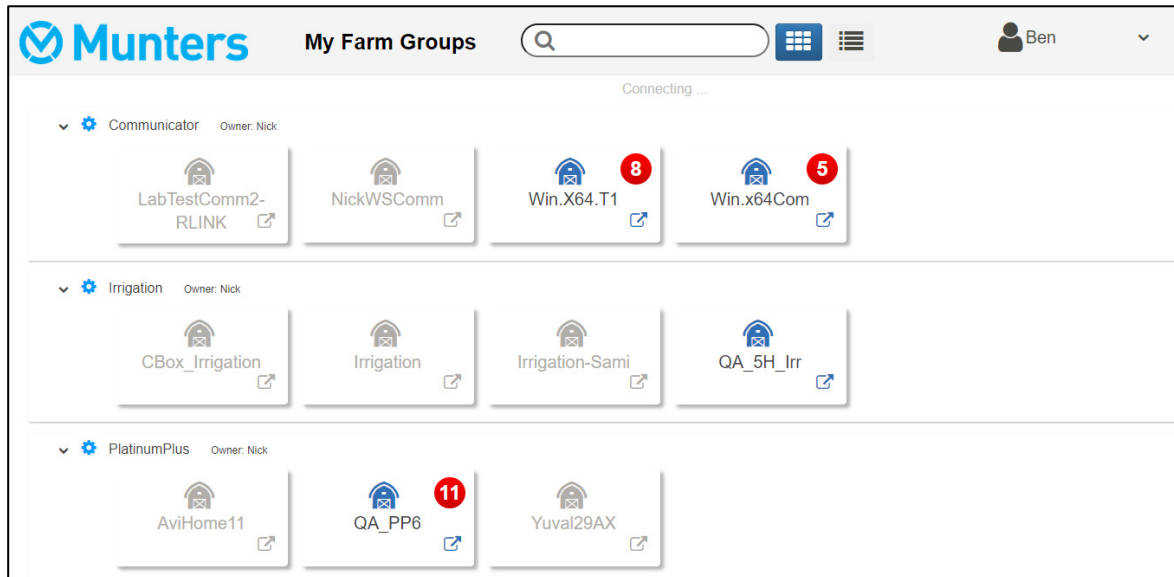 Munters My Farm Groups Ben
Connecting ...
Communicator Owner: Nick
8 5
LabTestComm2- NickWSComm Win.X64.T1 Win.x64Com
RLINK
Irrigation Owner: Nick
CBox_Irrigation Irrigation Irrigation-Sami QA_5H_Irr
PlatinumPlus Owner: Nick
11
AviHome11 QA_PP6 Yuval29AX